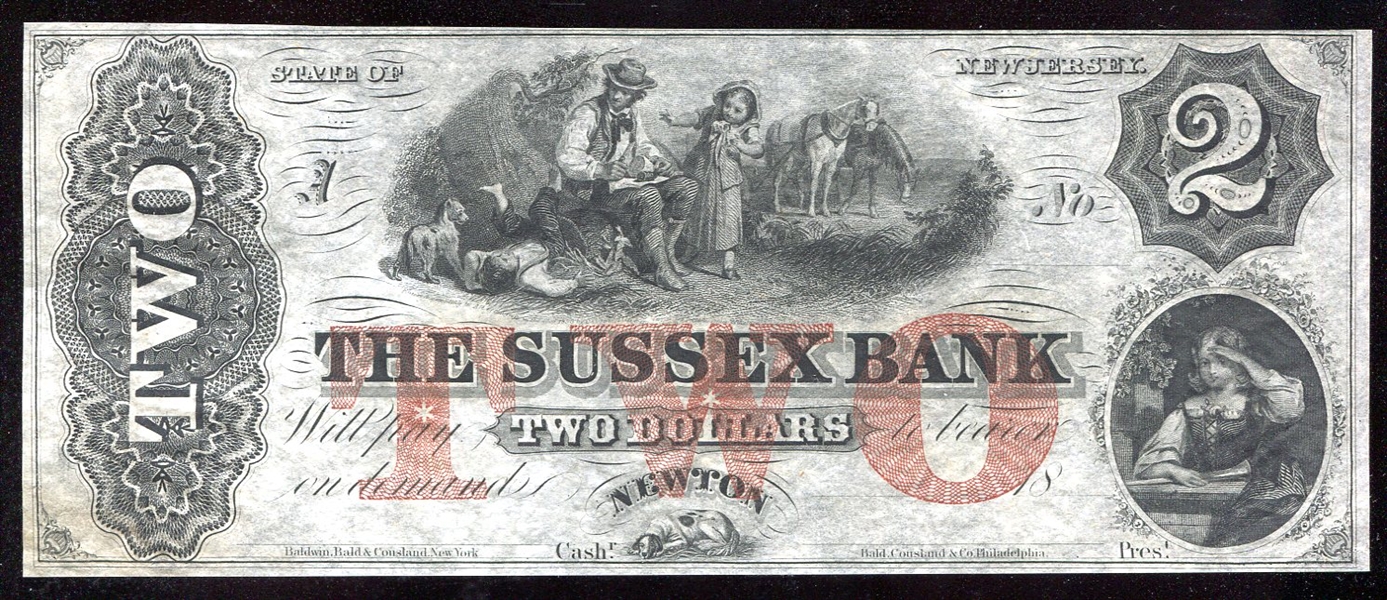 STATE OF NEW JERSEY.
TWO
2
A
No
THE SUSSEX BANK
TWO
Will pay TWO DOLLARS to bearer
on demand 18
NEWTON
Cash.r
Pres.t
Baldwin, Bald & Cousland New York
Bald, Cousland & Co. Philadelphia.